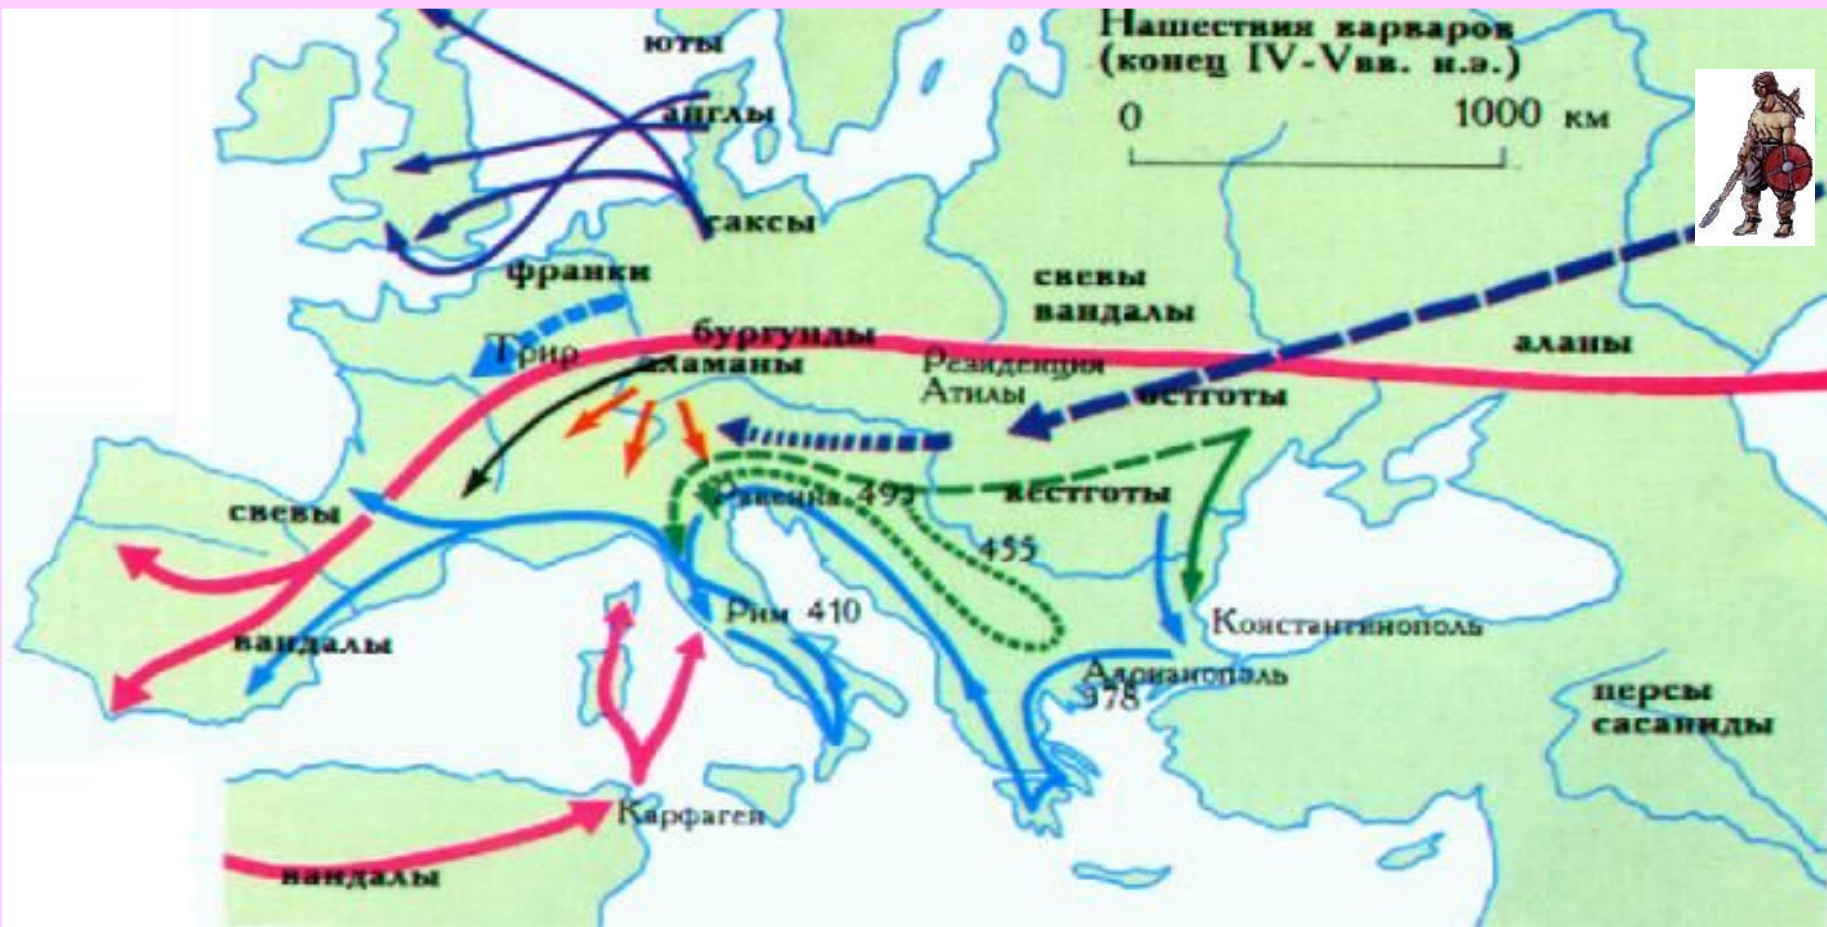 Нашествия варваров
(конец IV-Vвв. н.э.)
0 1000 км
юты
англы
саксы
франки
свевы
вандалы
Трир
бургунды
аламаны
Резиденция
Атилы
аланы
остготы
вестготы
Равенна 493
455
свевы
вандалы
Рим 410
Константинополь
Адрианополь
378
персы
сасаниды
Карфаген
вандалы